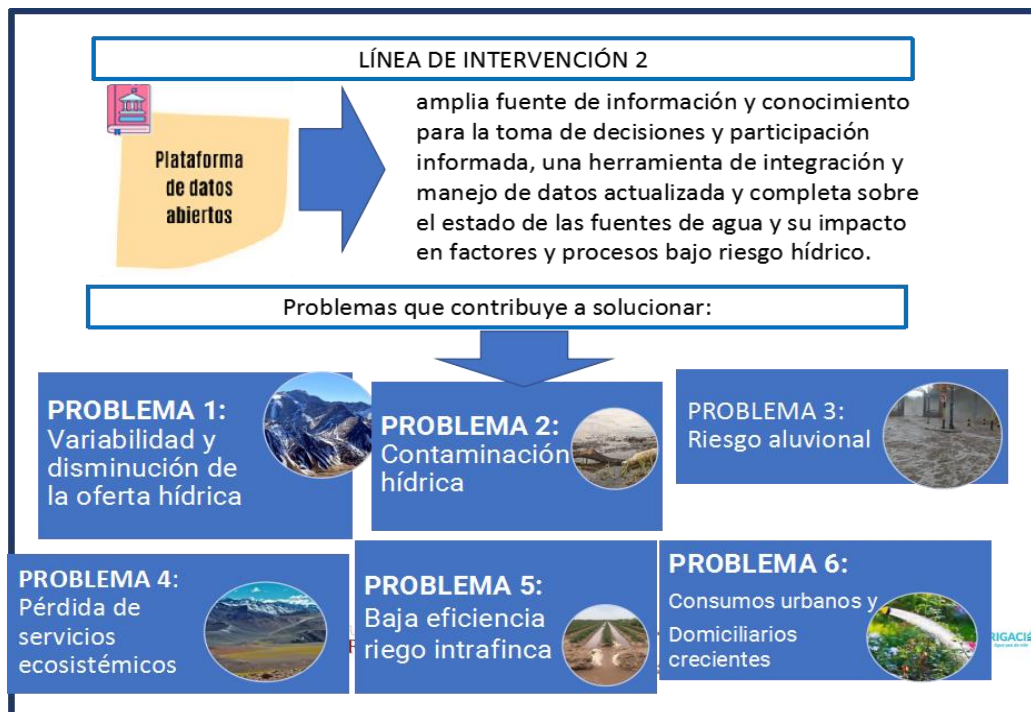 LÍNEA DE INTERVENCIÓN 2
Plataforma
de datos
abiertos
amplia fuente de información y conocimiento
para la toma de decisiones y participación
informada, una herramienta de integración y
manejo de datos actualizada y completa sobre
el estado de las fuentes de agua y su impacto
en factores y procesos bajo riesgo hídrico.
Problemas que contribuye a solucionar:
PROBLEMA 1:
Variabilidad y
disminución de
la oferta hídrica
PROBLEMA 2:
Contaminación
hídrica
PROBLEMA 3:
Riesgo aluvional
PROBLEMA 4:
Pérdida de
servicios
ecosistémicos
PROBLEMA 5:
Baja eficiencia
riego intrafinca
PROBLEMA 6:
Consumos urbanos y
Domiciliarios
crecientes